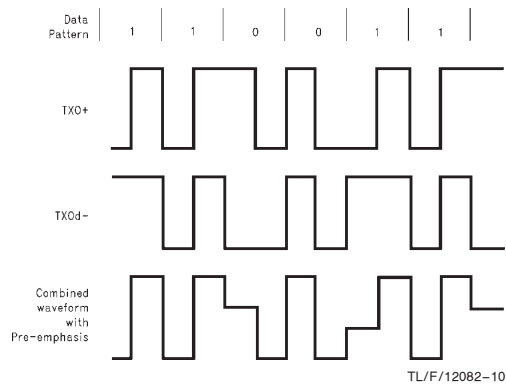 Data
Pattern
1 1 0 0 1 1
TXO+
TXOd-
Combined
waveform
with
Pre-emphasis
TL/F/12082-10